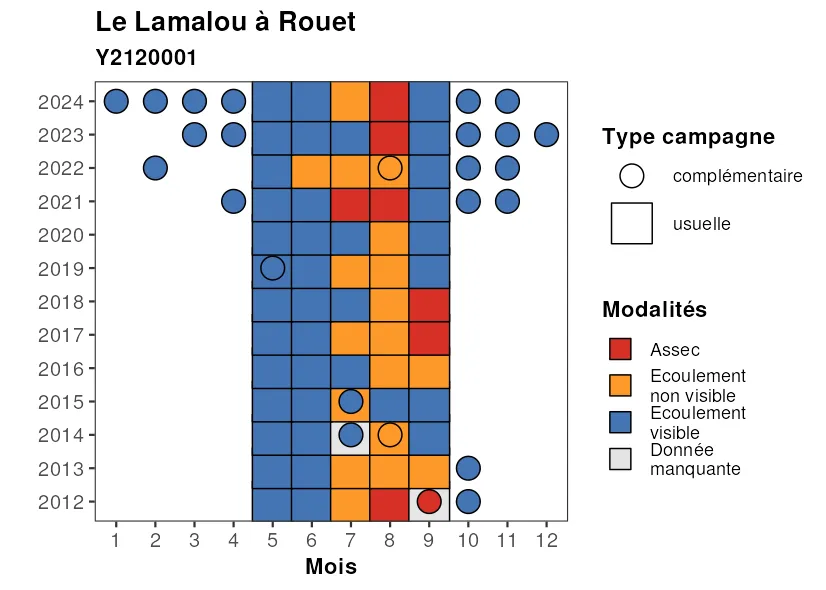 Le Lamalou à Rouet
Y2120001
2024
2023
2022
2021
2020
2019
2018
2017
2016
2015
2014
2013
2012
1 2 3 4 5 6 7 8 9 10 11 12
Mois
Type campagne
complémentaire
usuelle
Modalités
Assec
Ecoulement
non visible
Ecoulement
visible
Donnée
manquante